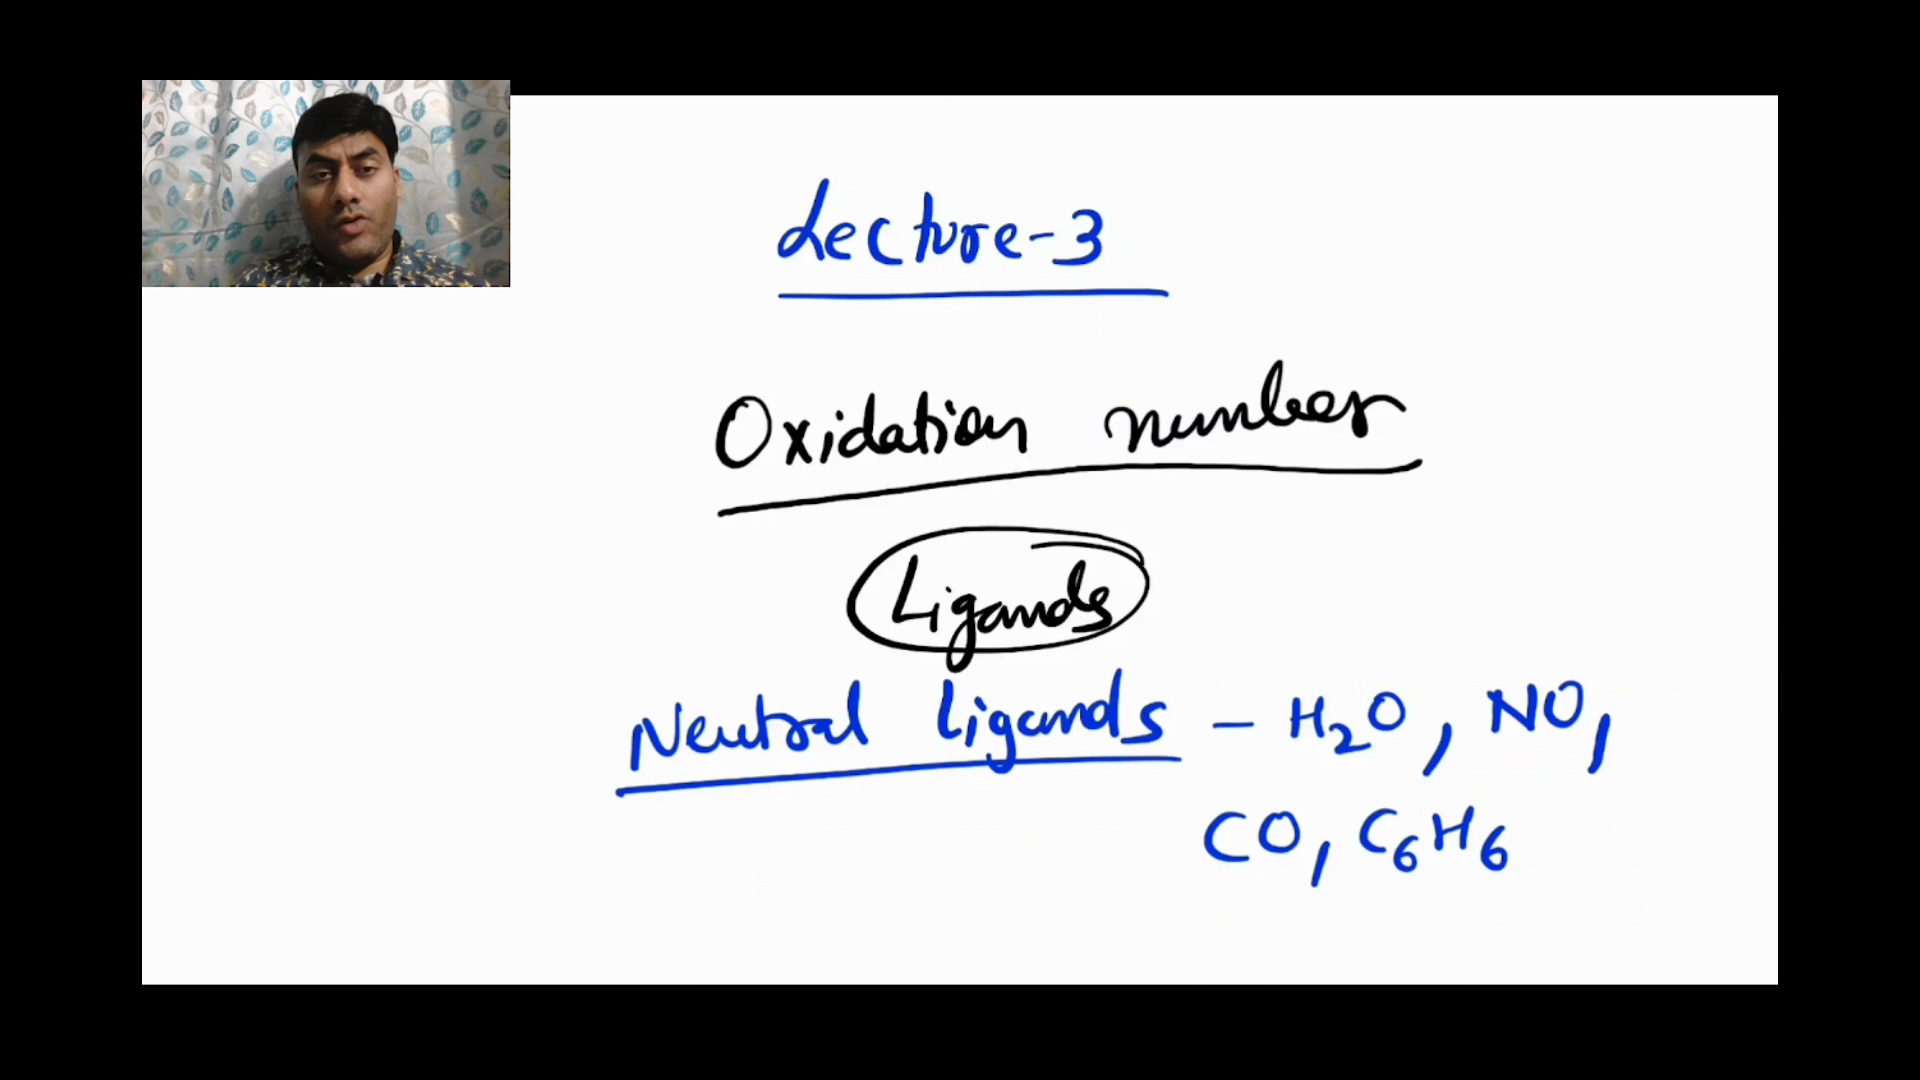 Lecture-3
Oxidation number
Ligands
Neutral Ligands - H₂O, NO,
CO, C₆H₆